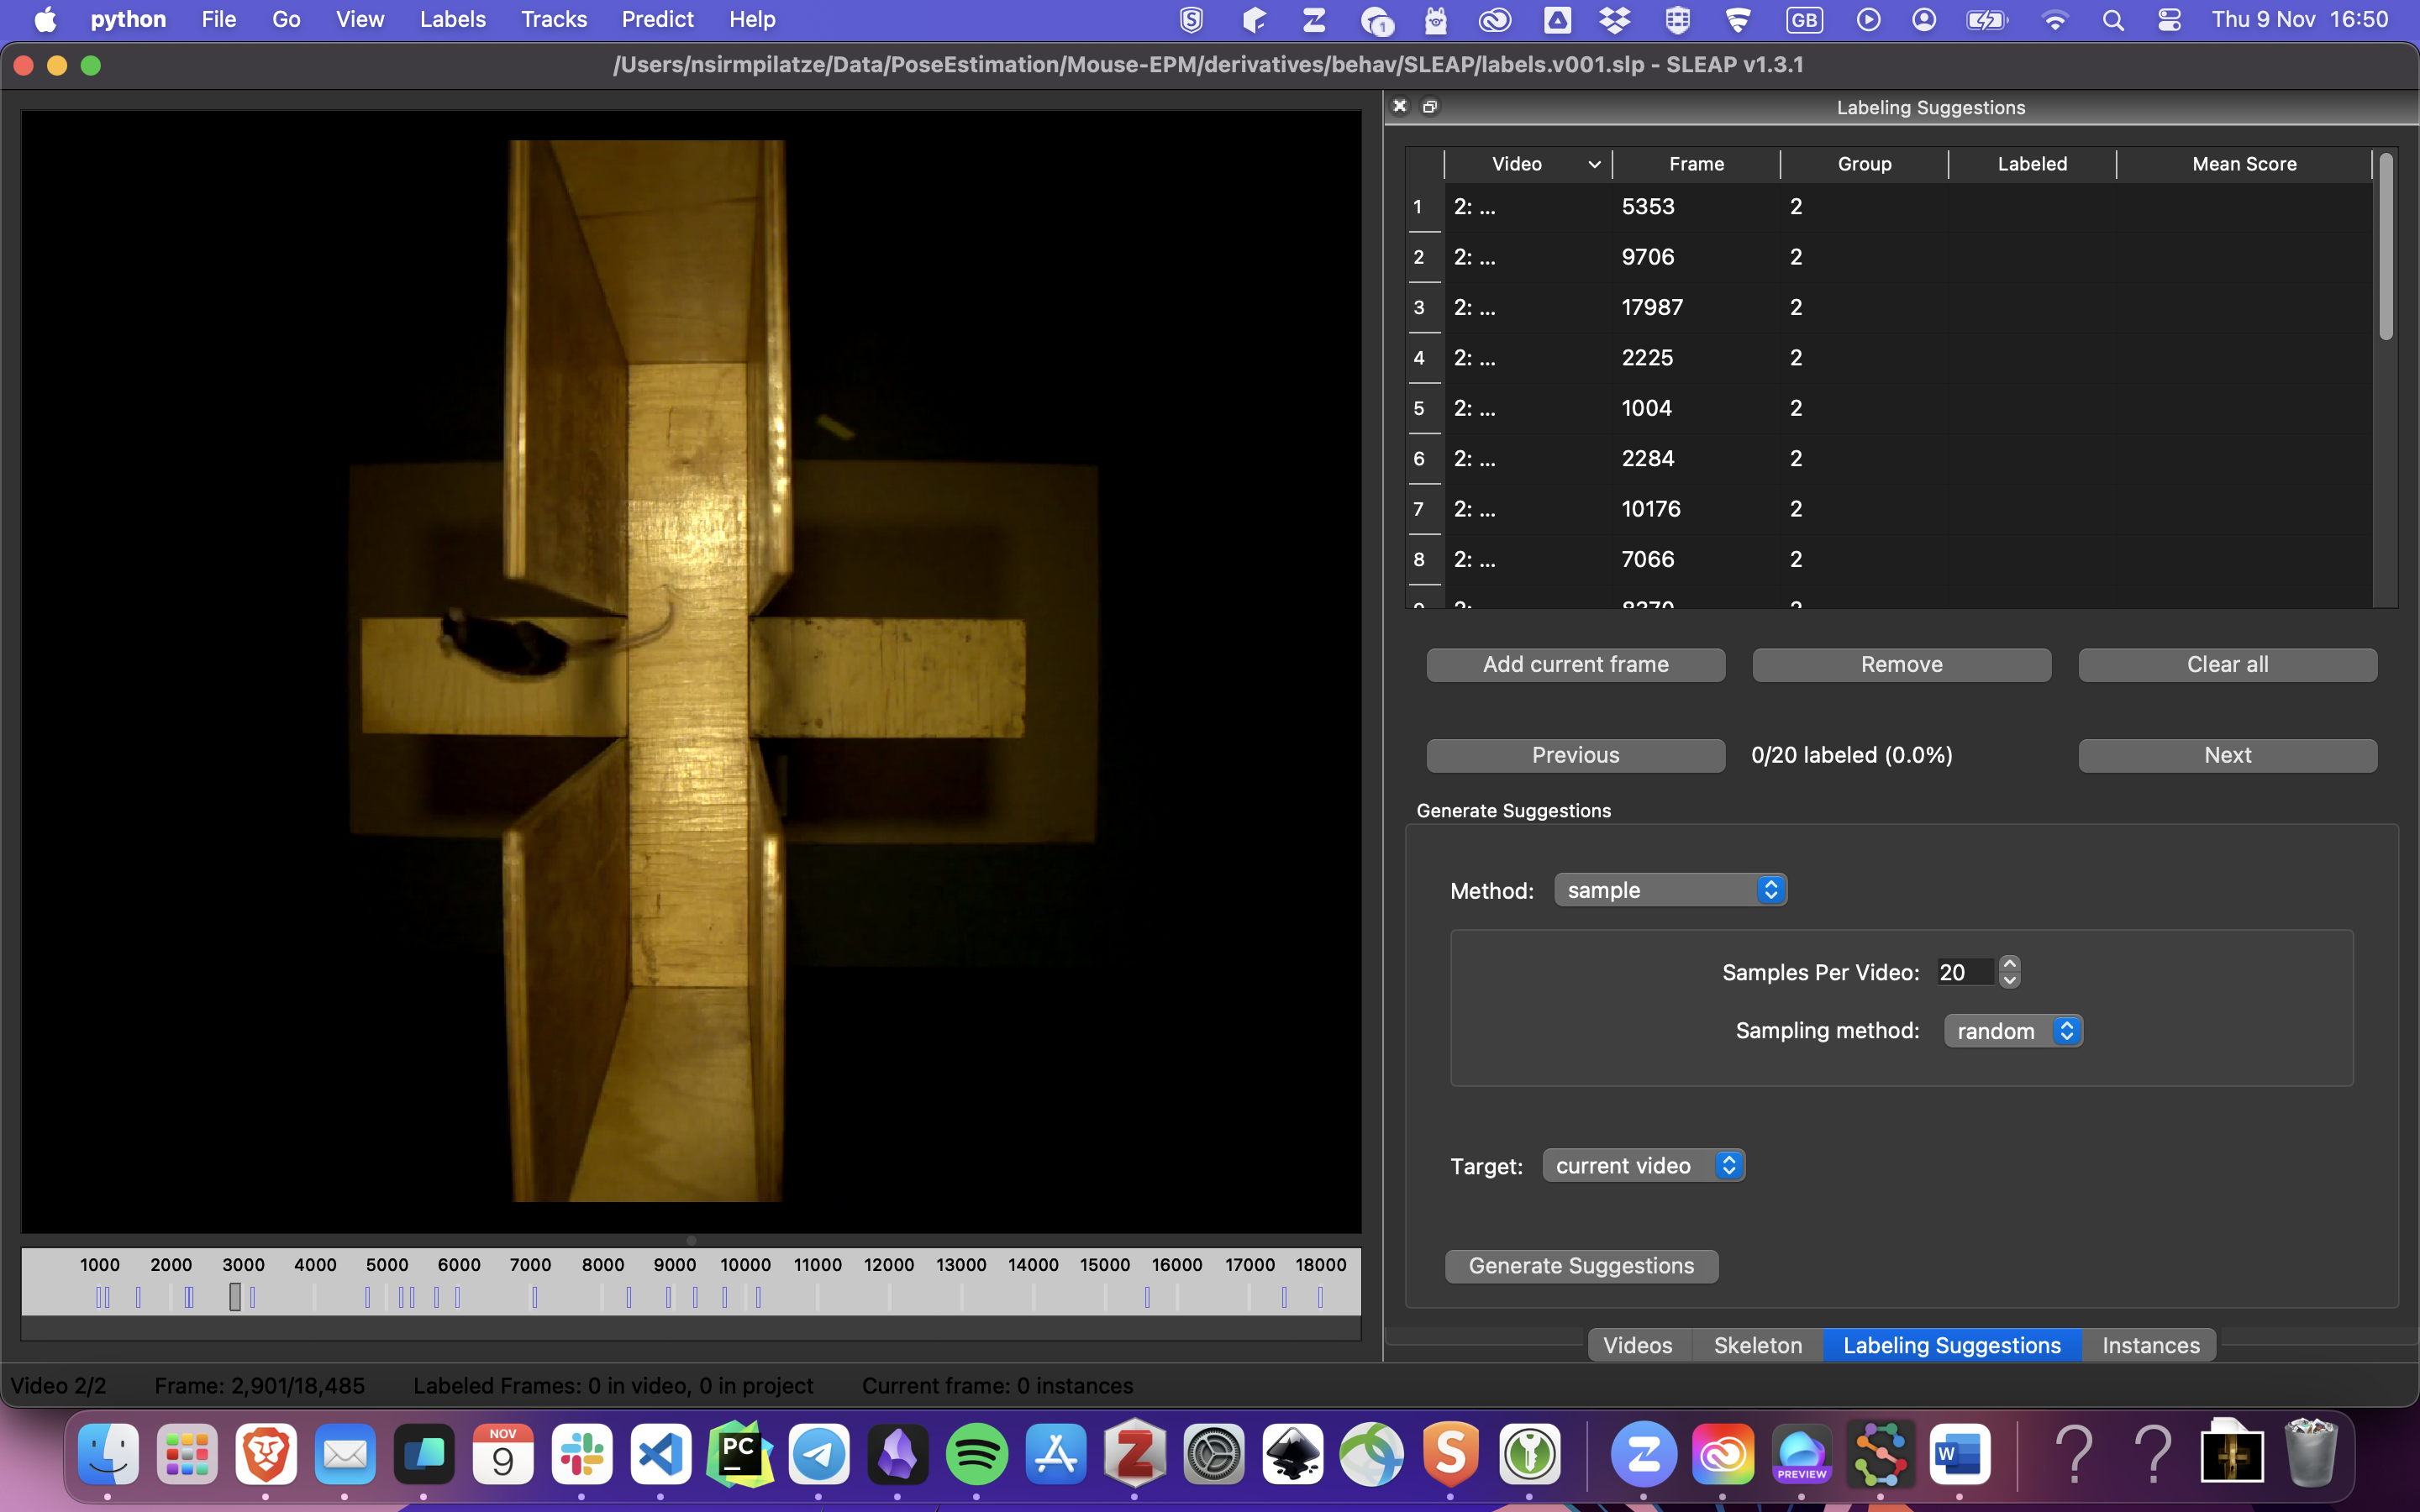 python File Go View Labels Tracks Predict Help 1 GB Thu 9 Nov 16:50
/Users/nsirmpilatze/Data/PoseEstimation/Mouse-EPM/derivatives/behav/SLEAP/labels.v001.slp - SLEAP v1.3.1
Labeling Suggestions
Video Frame Group Labeled Mean Score
1 2: ... 5353 2
2 2: ... 9706 2
3 2: ... 17987 2
4 2: ... 2225 2
5 2: ... 1004 2
6 2: ... 2284 2
7 2: ... 10176 2
8 2: ... 7066 2
9 2: ... 8370 2
Add current frame Remove Clear all
Previous 0/20 labeled (0.0%) Next
Generate Suggestions
Method: sample
Samples Per Video: 20
Sampling method: random
Target: current video
Generate Suggestions
1000 2000 3000 4000 5000 6000 7000 8000 9000 10000 11000 12000 13000 14000 15000 16000 17000 18000
Videos Skeleton Labeling Suggestions Instances
Video 2/2 Frame: 2,901/18,485 Labeled Frames: 0 in video, 0 in project Current frame: 0 instances
NOV
9
PC
PREVIEW
W